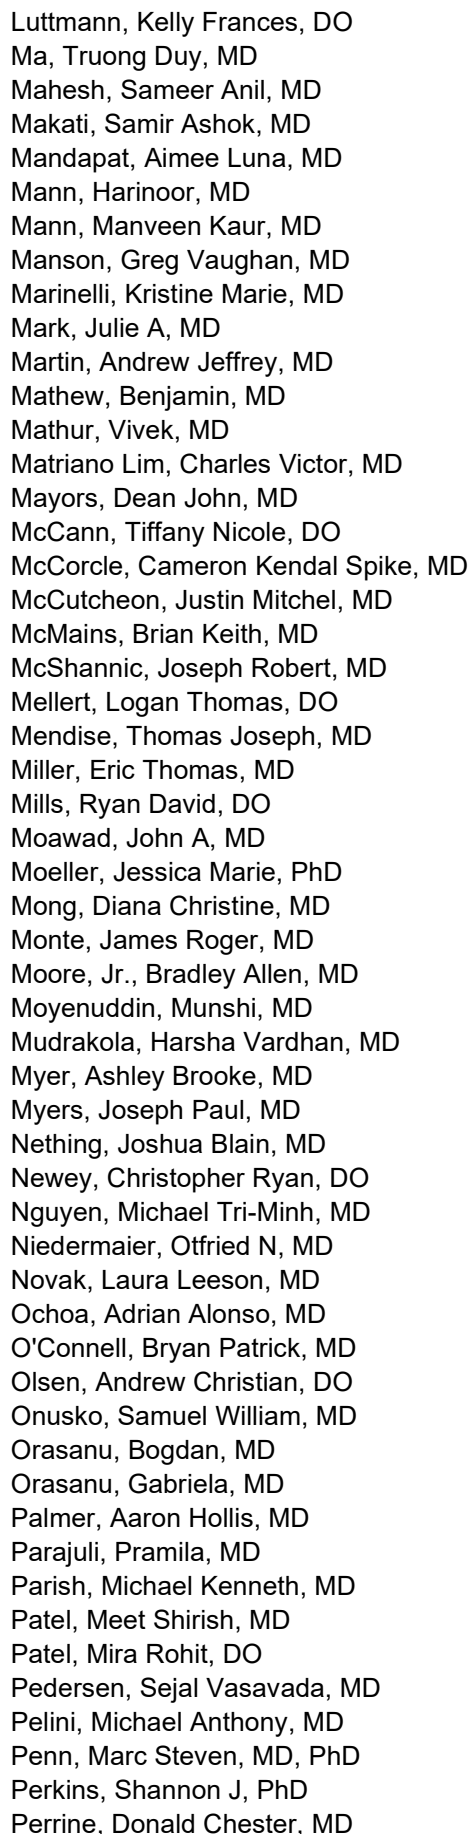 Luttmann, Kelly Frances, DO
Ma, Truong Duy, MD
Mahesh, Sameer Anil, MD
Makati, Samir Ashok, MD
Mandapat, Aimee Luna, MD
Mann, Harinoor, MD
Mann, Manveen Kaur, MD
Manson, Greg Vaughan, MD
Marinelli, Kristine Marie, MD
Mark, Julie A, MD
Martin, Andrew Jeffrey, MD
Mathew, Benjamin, MD
Mathur, Vivek, MD
Matriano Lim, Charles Victor, MD
Mayors, Dean John, MD
McCann, Tiffany Nicole, DO
McCorcle, Cameron Kendal Spike, MD
McCutcheon, Justin Mitchel, MD
McMains, Brian Keith, MD
McShannic, Joseph Robert, MD
Mellert, Logan Thomas, DO
Mendise, Thomas Joseph, MD
Miller, Eric Thomas, MD
Mills, Ryan David, DO
Moawad, John A, MD
Moeller, Jessica Marie, PhD
Mong, Diana Christine, MD
Monte, James Roger, MD
Moore, Jr., Bradley Allen, MD
Moyenuddin, Munshi, MD
Mudrakola, Harsha Vardhan, MD
Myer, Ashley Brooke, MD
Myers, Joseph Paul, MD
Nething, Joshua Blain, MD
Newey, Christopher Ryan, DO
Nguyen, Michael Tri-Minh, MD
Niedermaier, Otfried N, MD
Novak, Laura Leeson, MD
Ochoa, Adrian Alonso, MD
O'Connell, Bryan Patrick, MD
Olsen, Andrew Christian, DO
Onusko, Samuel William, MD
Orasanu, Bogdan, MD
Orasanu, Gabriela, MD
Palmer, Aaron Hollis, MD
Parajuli, Pramila, MD
Parish, Michael Kenneth, MD
Patel, Meet Shirish, MD
Patel, Mira Rohit, DO
Pedersen, Sejal Vasavada, MD
Pelini, Michael Anthony, MD
Penn, Marc Steven, MD, PhD
Perkins, Shannon J, PhD
Perrine, Donald Chester, MD